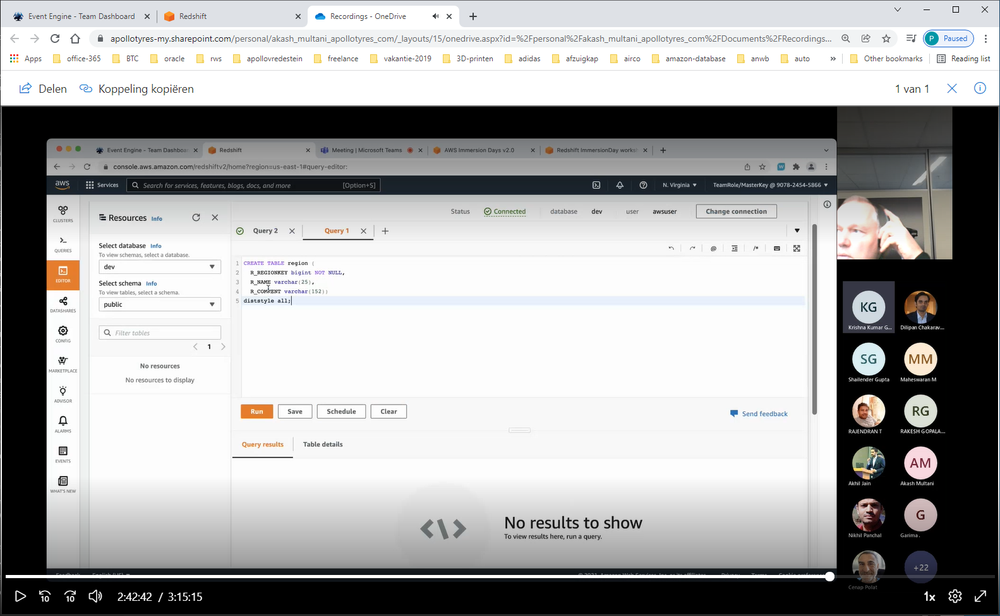 Event Engine - Team Dashboard
Redshift
Recordings - OneDrive
apollotyres-my.sharepoint.com/personal/akash_multani_apollotyres_com/_layouts/15/onedrive.aspx?id=%2Fpersonal%2Fakash_multani_apollotyres_com%2FDocuments%2FRecordings...
P Paused
Apps office-365 BTC oracle rws apollovredestein freelance vakantie-2019 3D-printen adidas afzuigkap airco amazon-database anwb auto » Other bookmarks Reading list
Delen Koppeling kopiëren 1 van 1
Event Engine - Team Dashboa
Redshift
Meeting | Microsoft Teams
AWS Immersion Days v2.0
Redshift ImmersionDay works
console.aws.amazon.com/redshiftv2/home?region=us-east-1#query-editor:
aws Services Search for services, features, blogs, docs, and more [Option+S] N. Virginia TeamRole/MasterKey @ 9078-2454-5866
CLUSTERS
QUERIES
EDITOR
DATASHARES
CONFIG
MARKETPLACE
ADVISOR
ALARMS
EVENTS
WHAT'S NEW
Resources Info
Select database Info
To view schemas, select a database.
dev
Select schema Info
To view tables, select a schema.
public
Filter tables
1
No resources
No resources to display
Status Connected database dev user awsuser Change connection
Query 2 Query 1
1 CREATE TABLE region (
2 R_REGIONKEY bigint NOT NULL,
3 R_NAME varchar(25),
4 R_COMMENT varchar(152))
5 diststyle all;
Run Save Schedule Clear Send feedback
Query results Table details
No results to show
To view results here, run a query.
KG
Krishna Kumar G...
Dilipan Chakarav...
SG
Shailender Gupta
MM
Maheswaran M
RAJENDRAN T
RG
RAKESH GOPALA...
Akhil Jain
AM
Akash Multani
Nikhil Panchal
G
Garima .
Cenap Polat
+22
10 10 2:42:42 / 3:15:15 1x